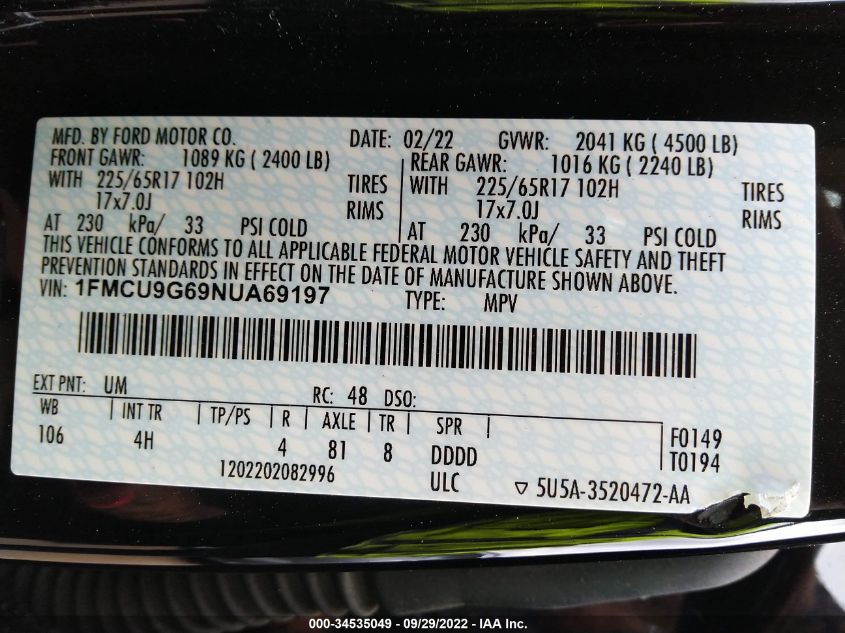 MFD. BY FORD MOTOR CO. DATE: 02/22 GVWR: 2041 KG ( 4500 LB)
FRONT GAWR: 1089 KG ( 2400 LB) REAR GAWR: 1016 KG ( 2240 LB)
WITH 225/65R17 102H TIRES WITH 225/65R17 102H TIRES
17x7.0J RIMS 17x7.0J RIMS
AT 230 kPa/ 33 PSI COLD AT 230 kPa/ 33 PSI COLD
THIS VEHICLE CONFORMS TO ALL APPLICABLE FEDERAL MOTOR VEHICLE SAFETY AND THEFT
PREVENTION STANDARDS IN EFFECT ON THE DATE OF MANUFACTURE SHOWN ABOVE.
VIN: 1FMCU9G69NUA69197 TYPE: MPV
EXT PNT: UM RC: 48 DSO:
WB INT TR TP/PS R AXLE TR SPR F0149
106 4H 4 81 8 DDDD T0194
1202202082996 ULC 5U5A-3520472-AA
000-34535049 - 09/29/2022 - IAA Inc.